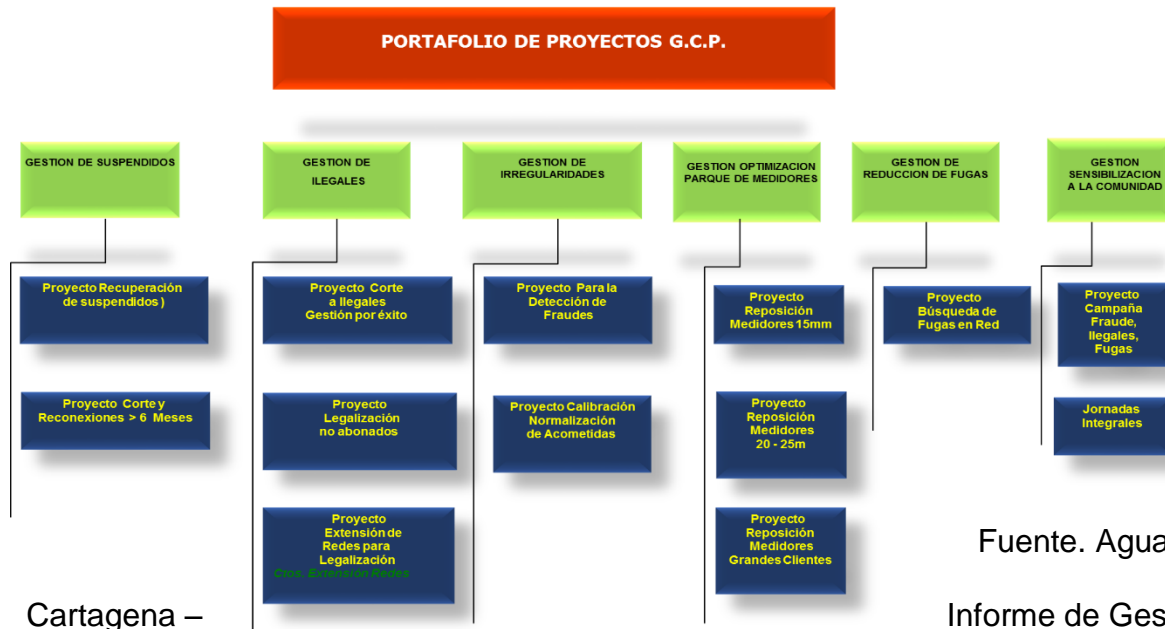 PORTAFOLIO DE PROYECTOS G.C.P.
GESTION DE SUSPENDIDOS
Proyecto Recuperación
de suspendidos )
Proyecto Corte y
Reconexiones > 6 Meses
GESTION DE
ILEGALES
Proyecto Corte
a Ilegales
Gestión por éxito
Proyecto
Legalización
no abonados
Proyecto
Extensión de
Redes para
Legalización
Ctos. Extensión Redes
GESTION DE
IRREGULARIDADES
Proyecto Para la
Detección de
Fraudes
Proyecto Calibración
Normalización
de Acometidas
GESTION OPTIMIZACION
PARQUE DE MEDIDORES
Proyecto
Reposición
Medidores 15mm
Proyecto
Reposición
Medidores
20 - 25m
Proyecto
Reposición
Medidores
Grandes Clientes
GESTION DE
REDUCCION DE FUGAS
Proyecto
Búsqueda de
Fugas en Red
GESTION
SENSIBILIZACION
A LA COMUNIDAD
Proyecto
Campaña
Fraude,
Ilegales,
Fugas
Jornadas
Integrales
Fuente. Agua
Cartagena – Informe de Ges